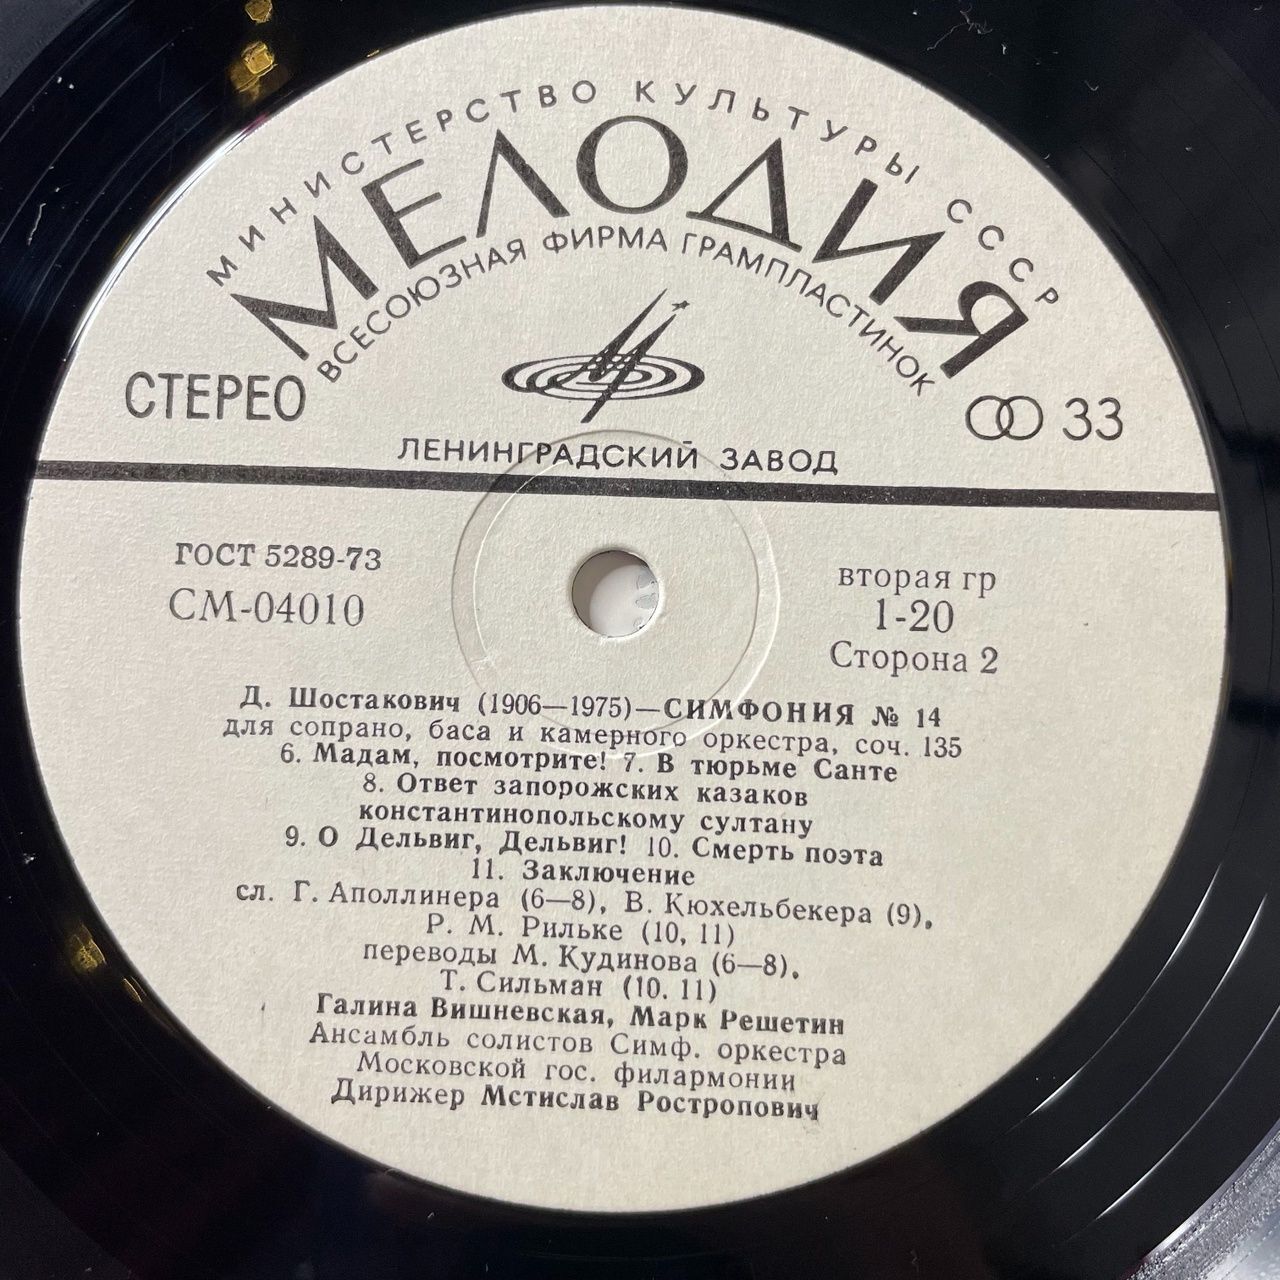 МИНИСТЕРСТВО КУЛЬТУРЫ СССР
МЕЛОДИЯ
ВСЕСОЮЗНАЯ ФИРМА ГРАМПЛАСТИНОК
СТЕРЕО
33
ЛЕНИНГРАДСКИЙ ЗАВОД
ГОСТ 5289-73
СМ-04010
вторая гр
1-20
Сторона 2
Д. Шостакович (1906—1975)—СИМФОНИЯ № 14
для сопрано, баса и камерного оркестра, соч. 135
6. Мадам, посмотрите! 7. В тюрьме Санте
8. Ответ запорожских казаков
константинопольскому султану
9. О Дельвиг, Дельвиг! 10. Смерть поэта
11. Заключение
сл. Г. Аполлинера (6—8), В. Кюхельбекера (9),
Р. М. Рильке (10, 11)
переводы М. Кудинова (6—8),
Т. Сильман (10. 11)
Галина Вишневская, Марк Решетин
Ансамбль солистов Симф. оркестра
Московской гос. филармонии
Дирижер Мстислав Ростропович